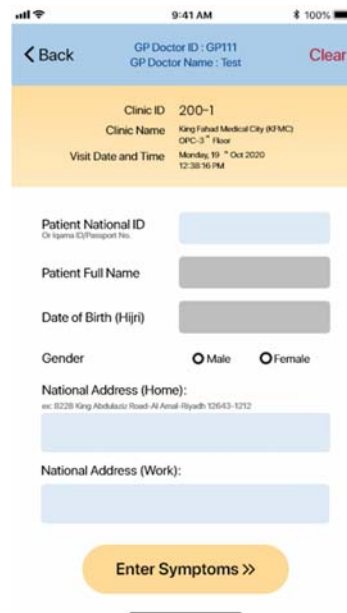 9:41 AM 100%
Back
GP Doctor ID : GP111
GP Doctor Name : Test
Clear
Clinic ID 200-1
Clinic Name King Fahad Medical City (KFMC)
OPC-3" Floor
Visit Date and Time Monday, 19 " Oct 2020
12:38:16 PM
Patient National ID
Or Iqama ID/Passport No.
Patient Full Name
Date of Birth (Hijri)
Gender Male Female
National Address (Home):
ex: 8228 King Abdulaziz Road-Al Amal-Riyadh 12643-1212
National Address (Work):
Enter Symptoms »